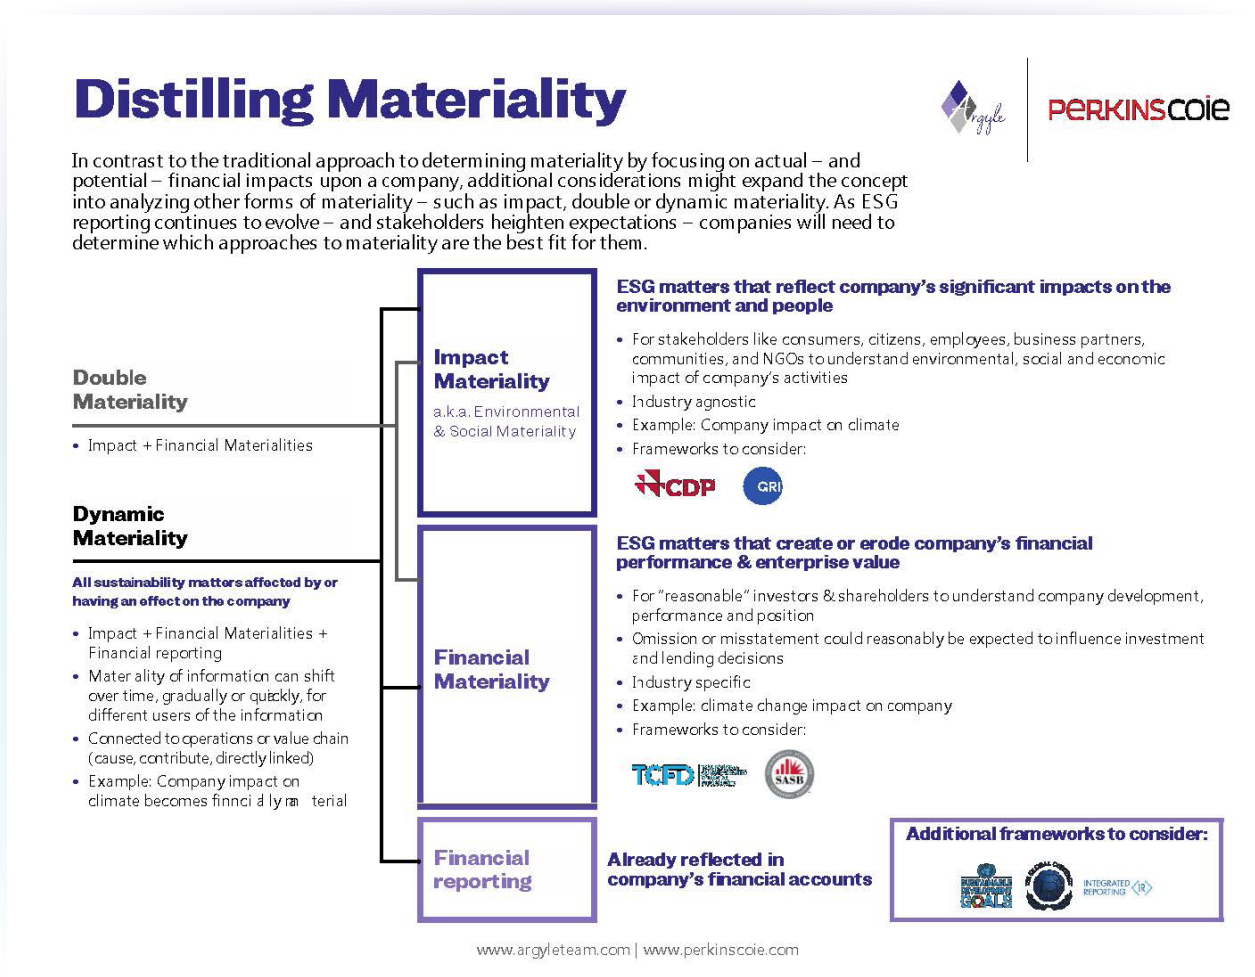 Distilling Materiality
Argyle
PERKINSCOIE
In contrast to the traditional approach to determining materiality by focusing on actual – and
potential – financial impacts upon a company, additional considerations might expand the concept
into analyzing other forms of materiality – such as impact, double or dynamic materiality. As ESG
reporting continues to evolve – and stakeholders heighten expectations – companies will need to
determine which approaches to materiality are the best fit for them.
Double
Materiality
• Impact + Financial Materialities
Dynamic
Materiality
All sustainability matters affected by or
having an effect on the company
• Impact + Financial Materialities +
Financial reporting
• Mater ality of information can shift
over time, gradually or quickly, for
different users of the information
• Connected to operations or value chain
(cause, contribute, directly linked)
• Example: Company impact on
climate becomes
Impact
Materiality
a.k.a. Environmental
& Social Materiality
ESG matters that reflect company's significant impacts on the
environment and people
• For stakeholders like consumers, citizens, employees, business partners,
communities, and NGOs to understand environmental, social and economic
impact of company's activities
• Industry agnostic
• Example: Company impact on climate
• Frameworks to consider:
CDP
GRI
Financial
Materiality
ESG matters that create or erode company's financial
performance & enterprise value
• For "reasonable" investors & shareholders to understand company development,
performance and position
• Omission or misstatement could reasonably be expected to influence investment
and lending decisions
• Industry specific
• Example: climate change impact on company
• Frameworks to consider:
TCFD
SASB
Financial
reporting
Already reflected in
company's financial accounts
Additional frameworks to consider:
SUSTAINABLE
DEVELOPMENT
GOALS
GLOBAL COMPACT
INTEGRATED
REPORTING <IR>
www.argyleteam.com | www.perkinscoie.com